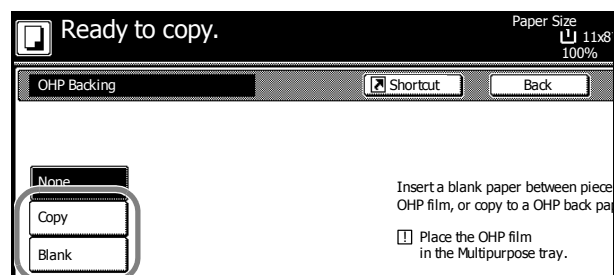 Ready to copy.
Paper Size
11x8
100%
OHP Backing
Shortcut
Back
None
Copy
Blank
Insert a blank paper between piece
OHP film, or copy to a OHP back pa
Place the OHP film
in the Multipurpose tray.